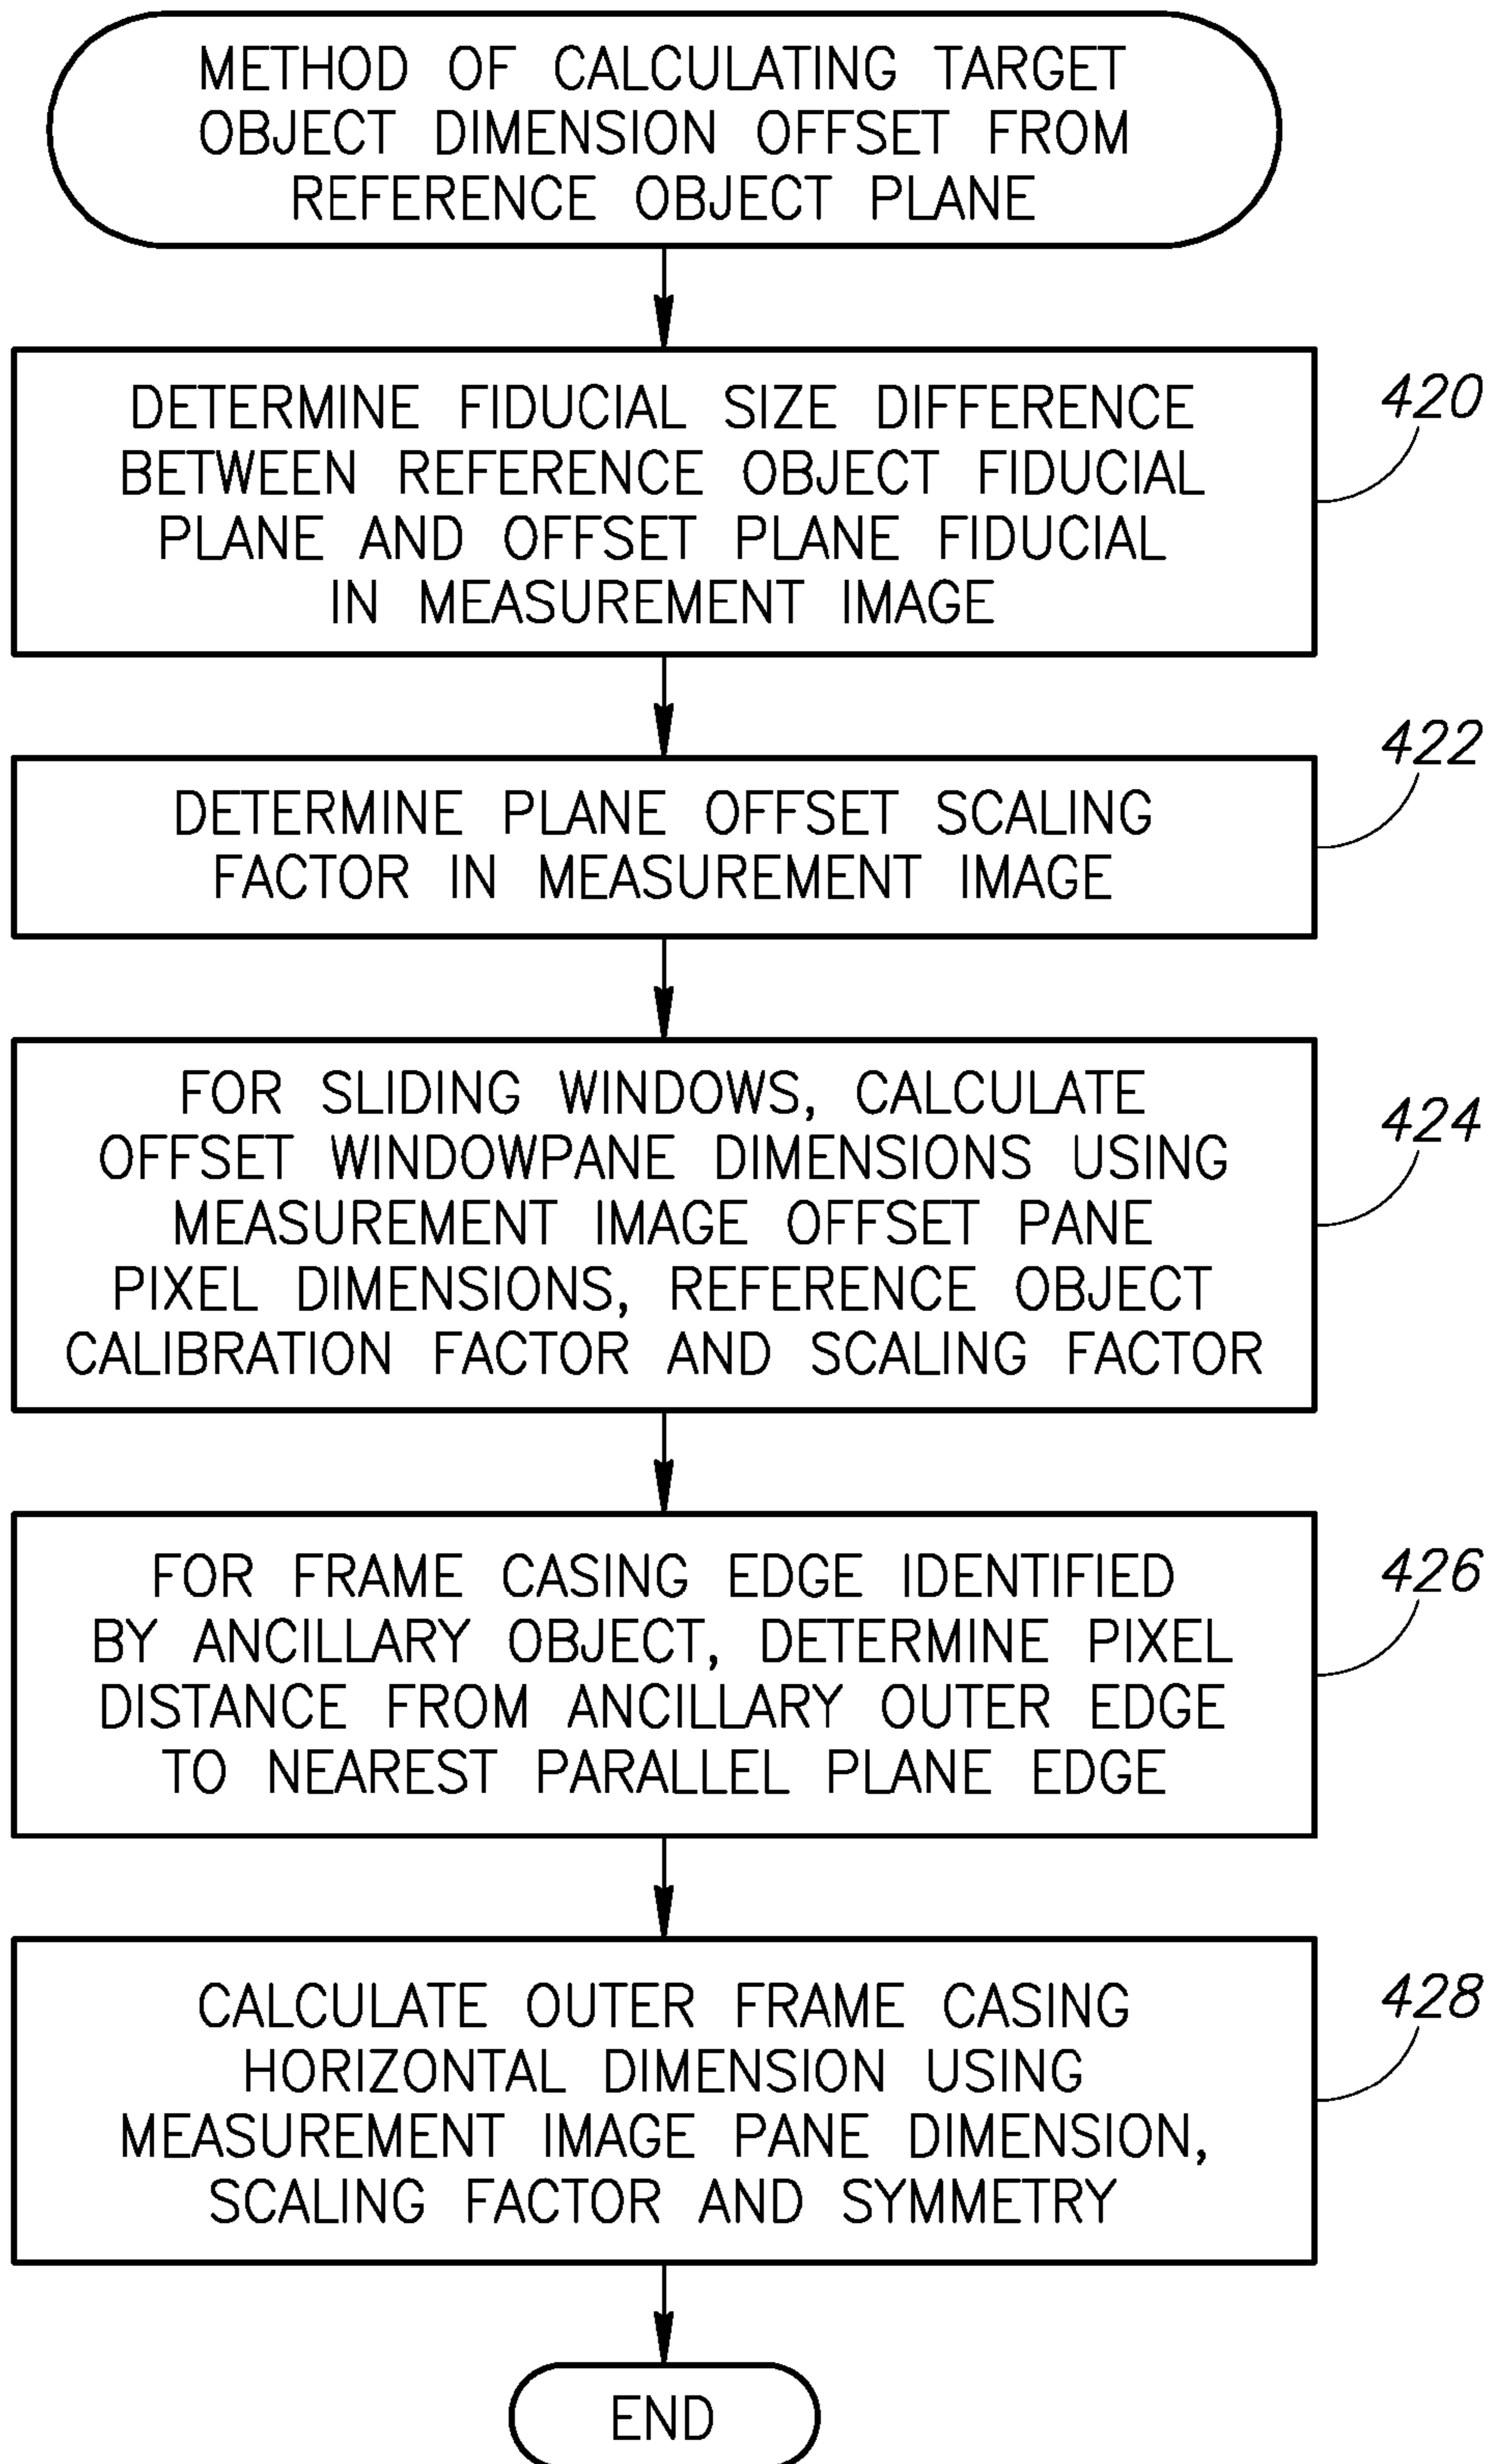 METHOD OF CALCULATING TARGET
OBJECT DIMENSION OFFSET FROM
REFERENCE OBJECT PLANE
DETERMINE FIDUCIAL SIZE DIFFERENCE
BETWEEN REFERENCE OBJECT FIDUCIAL
PLANE AND OFFSET PLANE FIDUCIAL
IN MEASUREMENT IMAGE
420
DETERMINE PLANE OFFSET SCALING
FACTOR IN MEASUREMENT IMAGE
422
FOR SLIDING WINDOWS, CALCULATE
OFFSET WINDOWPANE DIMENSIONS USING
MEASUREMENT IMAGE OFFSET PANE
PIXEL DIMENSIONS, REFERENCE OBJECT
CALIBRATION FACTOR AND SCALING FACTOR
424
FOR FRAME CASING EDGE IDENTIFIED
BY ANCILLARY OBJECT, DETERMINE PIXEL
DISTANCE FROM ANCILLARY OUTER EDGE
TO NEAREST PARALLEL PLANE EDGE
426
CALCULATE OUTER FRAME CASING
HORIZONTAL DIMENSION USING
MEASUREMENT IMAGE PANE DIMENSION,
SCALING FACTOR AND SYMMETRY
428
END